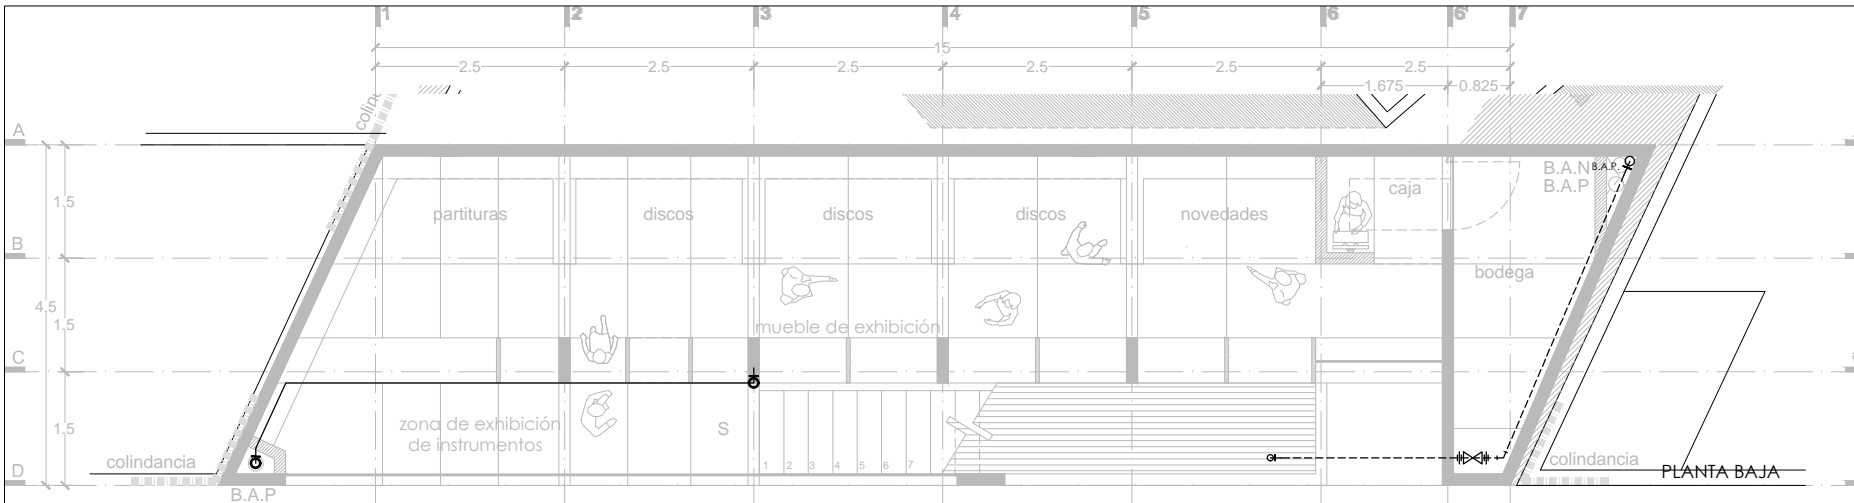 1 2 3 4 5 6 6' 7
15
2.5 2.5 2.5 2.5 2.5 2.5
1.675 0.825
A
B.A.N B.A.P.
B.A.P
caja
1.5
partituras discos discos discos novedades
B
bodega
4.5
1.5
mueble de exhibición
C
1.5
zona de exhibición
de instrumentos
S
1 2 3 4 5 6 7
colindancia
colindancia
PLANTA BAJA
D
B.A.P